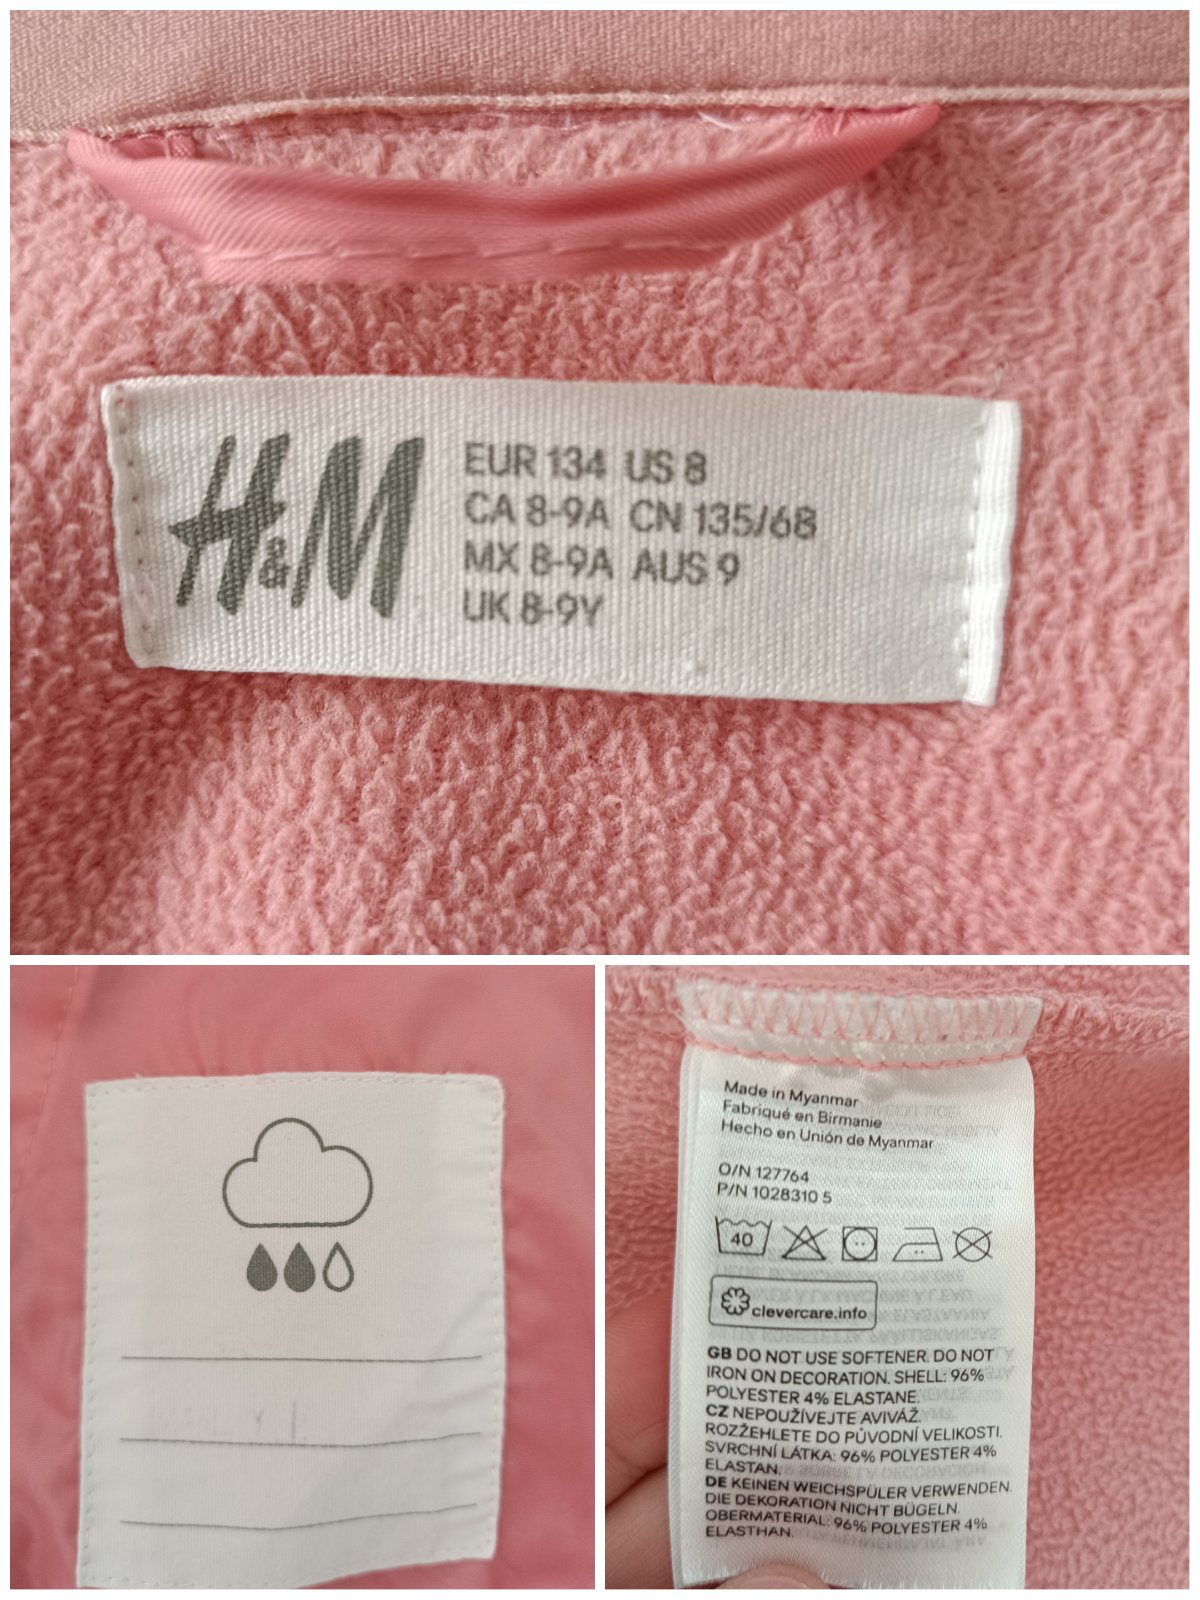 H&M
EUR 134 US 8
CA 8-9A CN 135/68
MX 8-9A AUS 9
UK 8-9Y
Made in Myanmar
Fabriqué en Birmanie
Hecho en Unión de Myanmar
O/N 127764
P/N 1028310 5
40
clevercare.info
GB DO NOT USE SOFTENER. DO NOT
IRON ON DECORATION. SHELL: 96%
POLYESTER 4% ELASTANE.
CZ NEPOUŽÍVEJTE AVIVÁŽ.
ROZŽEHLETE DO PŮVODNÍ VELIKOSTI.
SVRCHNÍ LÁTKA: 96% POLYESTER 4%
ELASTAN.
DE KEINEN WEICHSPÜLER VERWENDEN.
DIE DEKORATION NICHT BÜGELN.
OBERMATERIAL: 96% POLYESTER 4%
ELASTHAN.